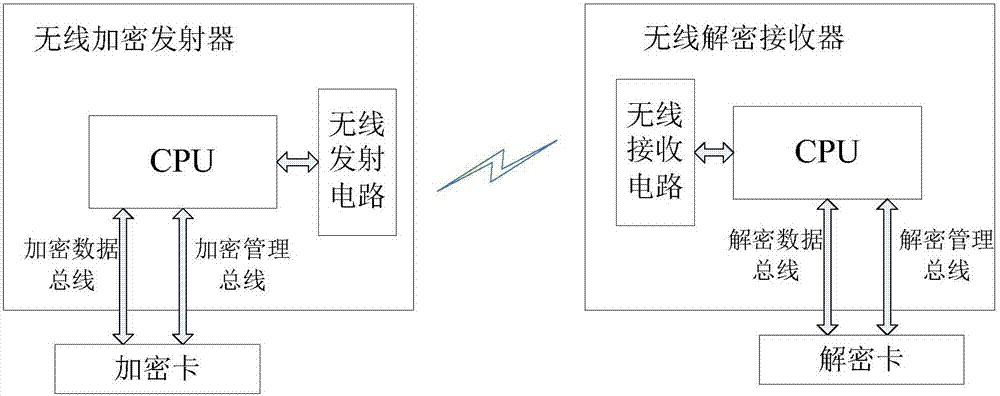 无线加密发射器
CPU
无线
发射
电路
加密数据
总线
加密管理
总线
加密卡
无线解密接收器
无线
接收
电路
CPU
解密数据
总线
解密管理
总线
解密卡